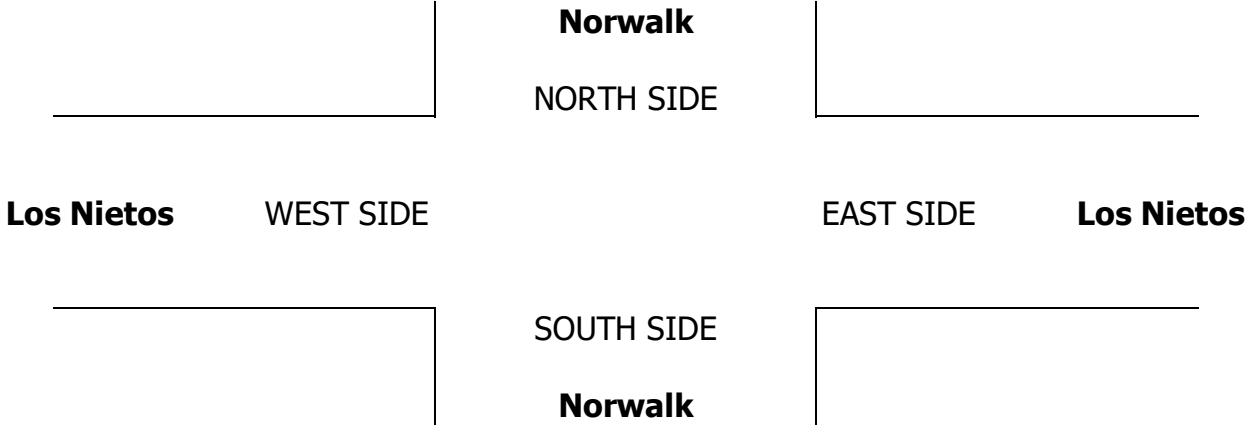 Norwalk
NORTH SIDE
Los Nietos WEST SIDE EAST SIDE Los Nietos
SOUTH SIDE
Norwalk